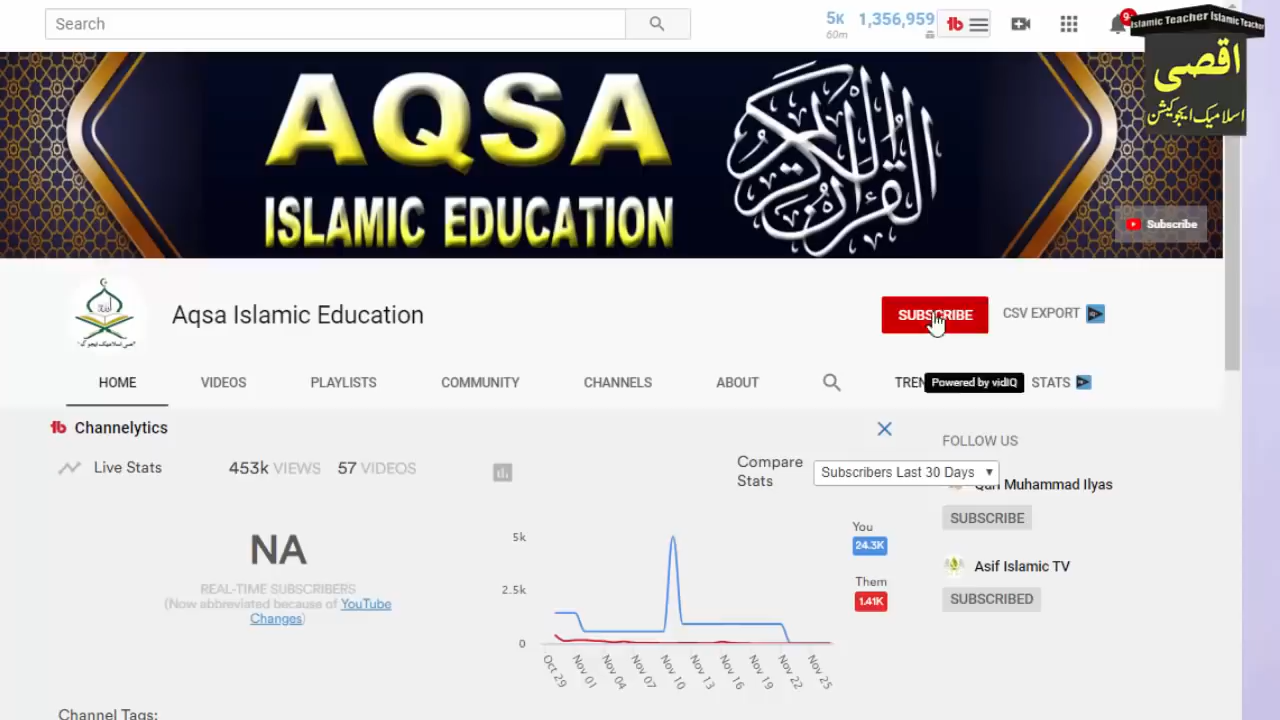 Search
5K 1,356,959
60m
9
Islamic Teacher Islamic Teacher
اقصی
اسلامیک ایجوکیشن
AQSA
ISLAMIC EDUCATION
القرآن الكريم
Subscribe
Aqsa Islamic Education
SUBSCRIBE
CSV EXPORT
HOME VIDEOS PLAYLISTS COMMUNITY CHANNELS ABOUT TREN Powered by vidIQ STATS
Channelytics
FOLLOW US
Live Stats 453k VIEWS 57 VIDEOS
Compare
Stats
Subscribers Last 30 Days
Muhammad Ilyas
SUBSCRIBE
NA
REAL-TIME SUBSCRIBERS
(Now abbreviated because of YouTube
Changes)
5k
2.5k
0
Oct 29 Nov 01 Nov 04 Nov 07 Nov 10 Nov 13 Nov 16 Nov 19 Nov 22 Nov 25
You
24.3K
Them
1.41K
Asif Islamic TV
SUBSCRIBED
Channel Tags: